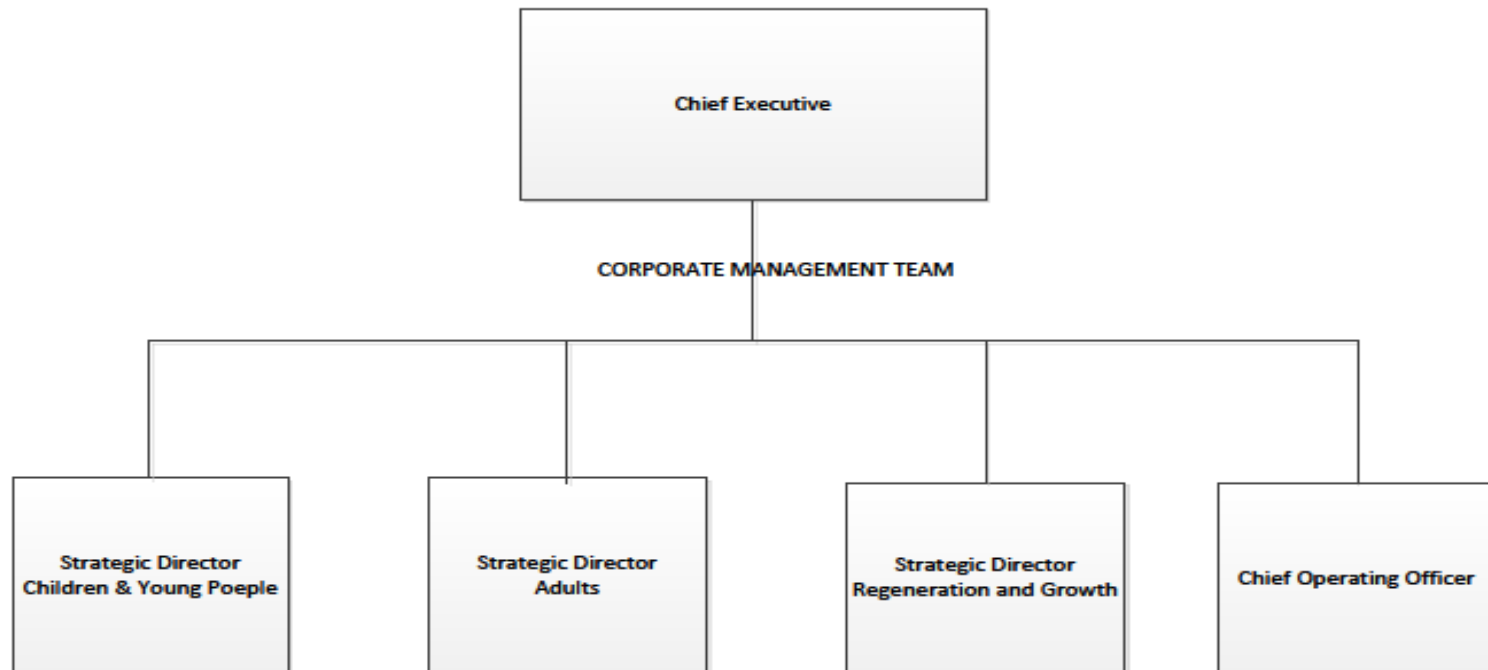 Chief Executive
CORPORATE MANAGEMENT TEAM
Strategic Director
Children & Young Poeple
Strategic Director
Adults
Strategic Director
Regeneration and Growth
Chief Operating Officer